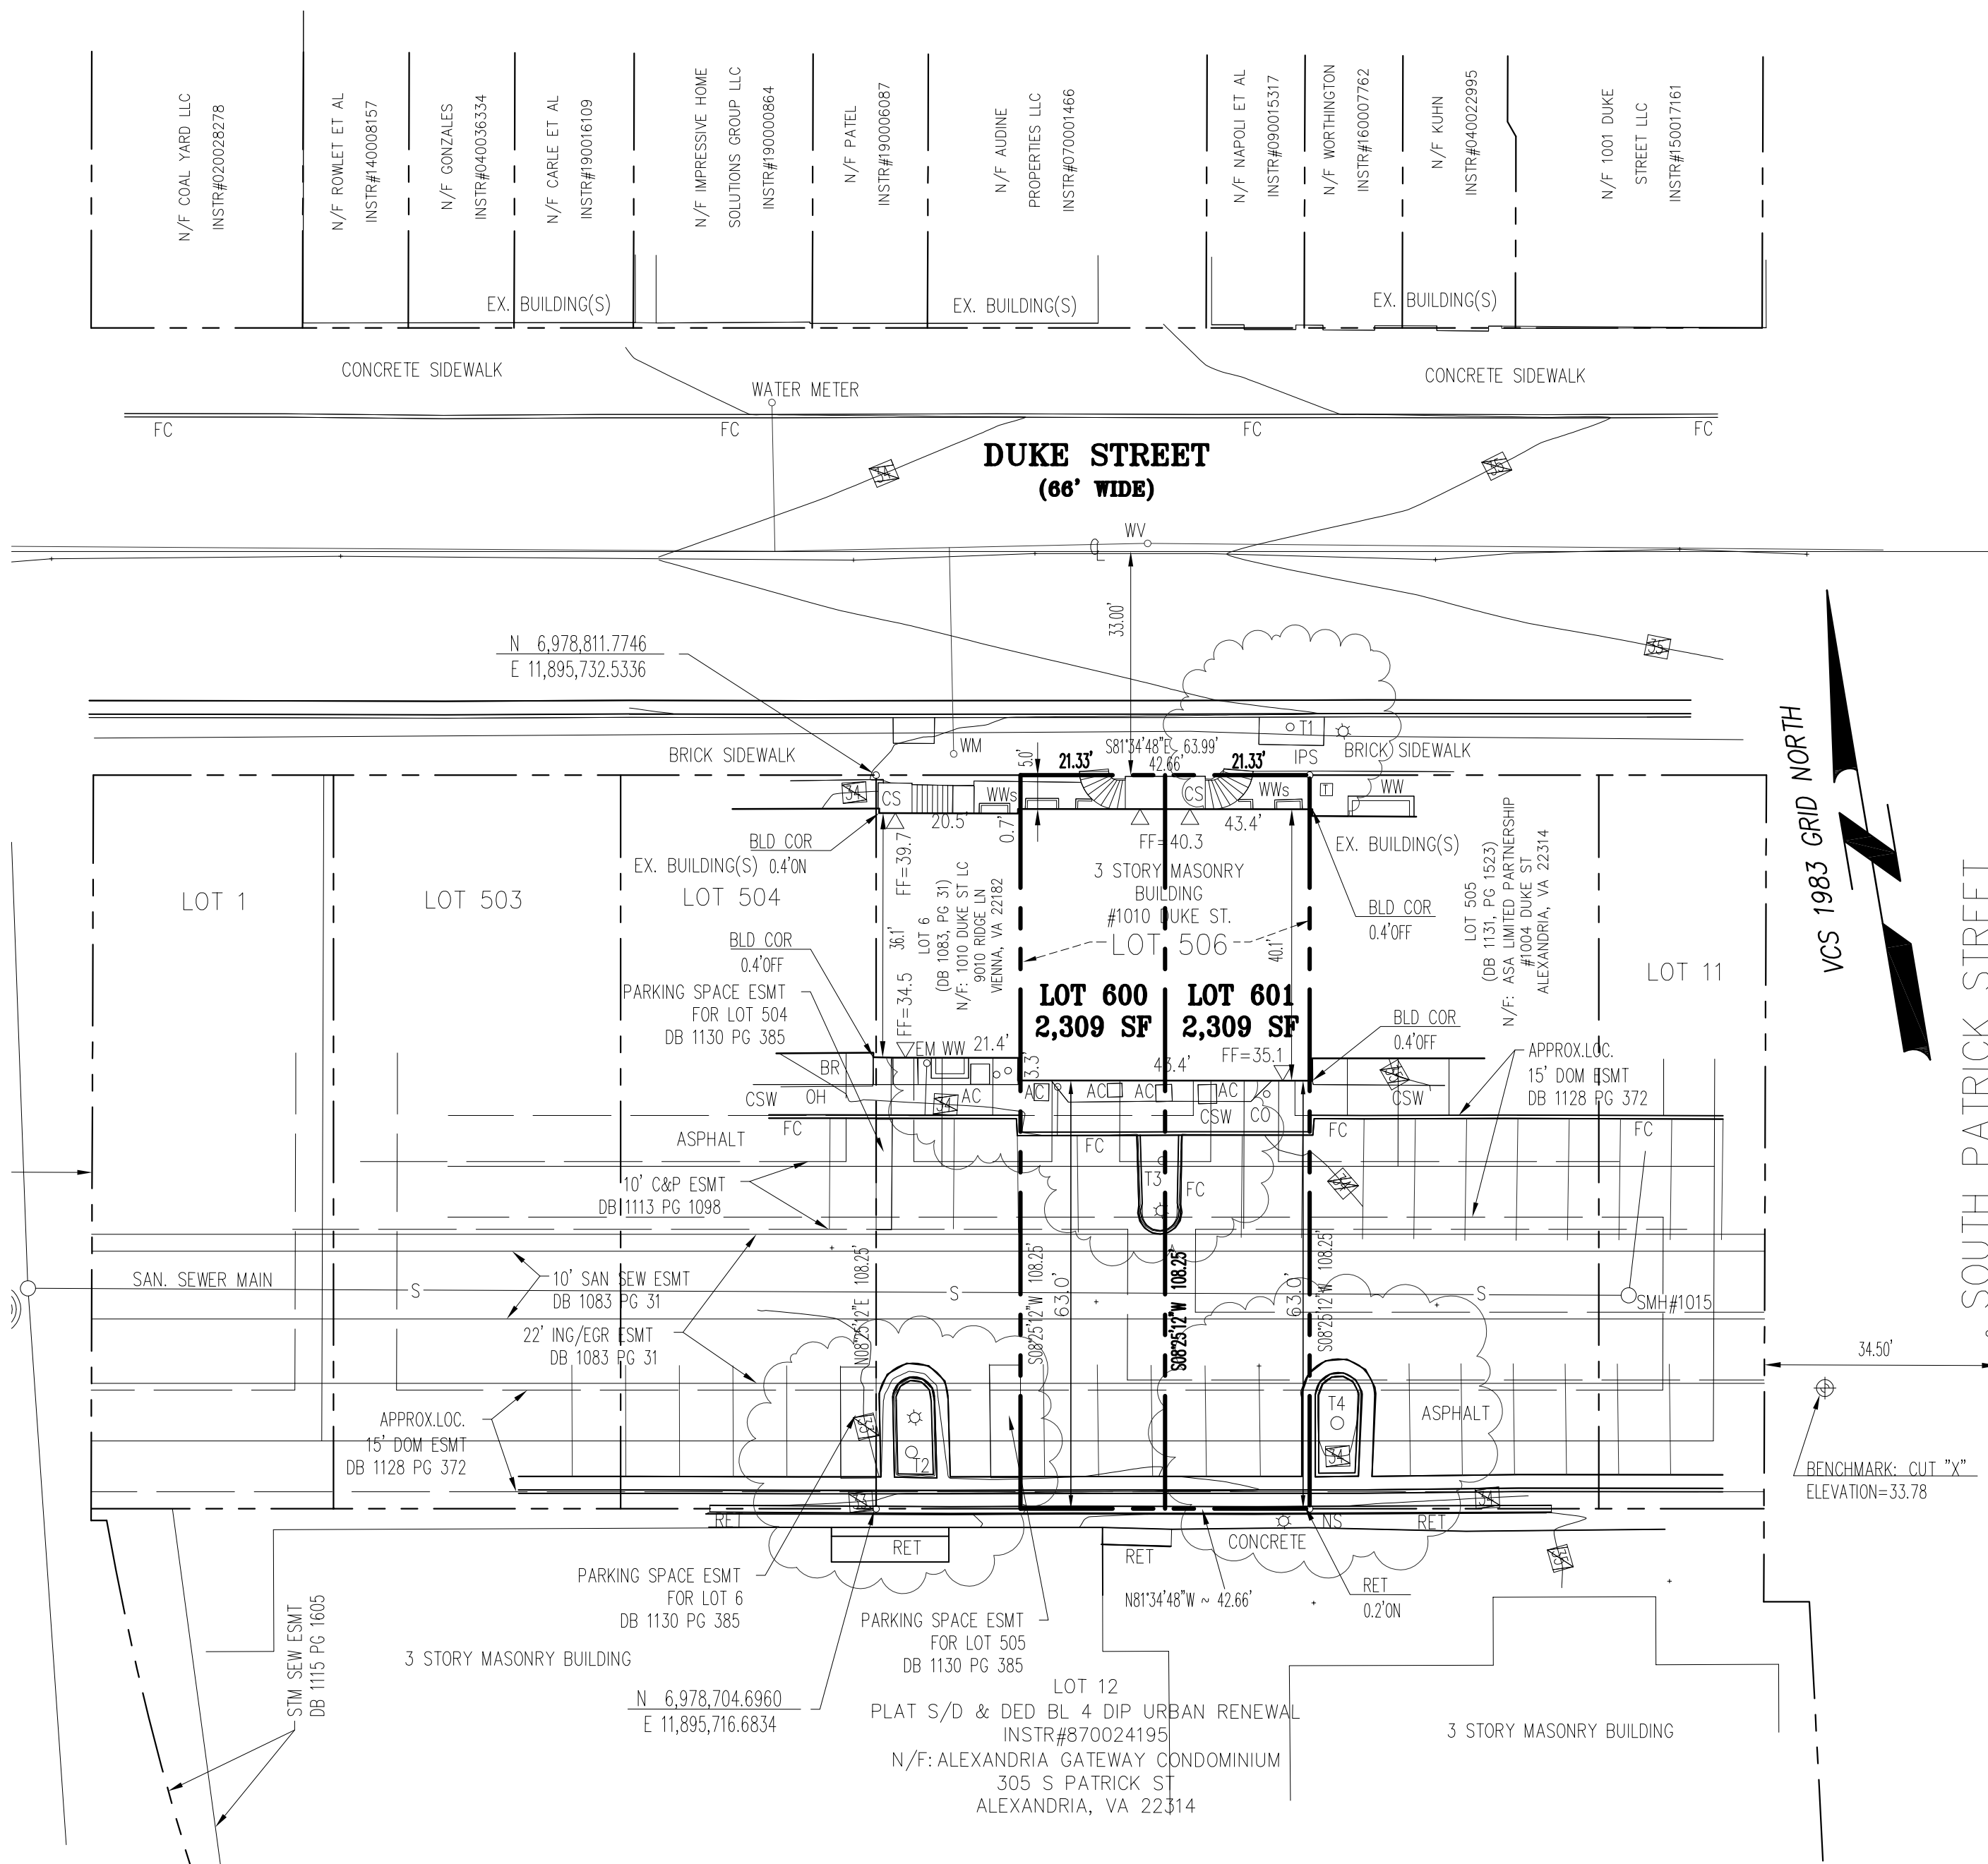 N/F COAL YARD LLC
INSTR#020028278
N/F ROWLET ET AL
INSTR#140008157
N/F GONZALES
INSTR#040036334
N/F CARLE ET AL
INSTR#190016109
N/F IMPRESSIVE HOME
SOLUTIONS GROUP LLC
INSTR#190000864
N/F PATEL
INSTR#190006087
N/F AUDINE
PROPERTIES LLC
INSTR#070001466
N/F NAPOLI ET AL
INSTR#090015317
N/F WORTHINGTON
INSTR#160007762
N/F KUHN
INSTR#040022995
N/F 1001 DUKE
STREET LLC
INSTR#150017161
EX. BUILDING(S)
EX. BUILDING(S)
EX. BUILDING(S)
CONCRETE SIDEWALK
WATER METER
CONCRETE SIDEWALK
FC
FC
FC
FC
DUKE STREET
(66' WIDE)
34
35
WV
CL
33.00'
35
N 6,978,811.7746
E 11,895,732.5336
VCS 1983 GRID NORTH
BRICK SIDEWALK
WM
5.0'
21.33'
S81°34'48"E ~ 63.99'
42.66'
21.33'
T1
IPS
BRICK SIDEWALK
34
CS
WWs
CS
WWs
T
WW
BLD COR
0.4'ON
EX. BUILDING(S)
20.5'
0.7'
FF=40.3
43.4'
EX. BUILDING(S)
LOT 1
LOT 503
LOT 504
FF=39.7
36.1'
FF=34.5
LOT 6
(DB 1083, PG 31)
N/F: 1010 DUKE ST LC
9010 RIDGE LN
VIENNA, VA 22182
3 STORY MASONRY
BUILDING
#1010 DUKE ST.
LOT 506
40.1'
BLD COR
0.4'OFF
LOT 505
(DB 1131, PG 1523)
N/F: ASA LIMITED PARTNERSHIP
#1004 DUKE ST
ALEXANDRIA, VA 22314
LOT 11
SOUTH PATRICK STREET
BLD COR
0.4'OFF
PARKING SPACE ESMT
FOR LOT 504
DB 1130 PG 385
LOT 600
2,309 SF
LOT 601
2,309 SF
BLD COR
0.4'OFF
APPROX.LOC.
15' DOM ESMT
DB 1128 PG 372
EM WW
21.4'
3.3'
43.4'
FF=35.1
BR
OH
CSW
AC
34
AC
AC
AC
AC
CSW
CO
CSW
ASPHALT
FC
FC
FC
FC
FC
T3
10' C&P ESMT
DB 1113 PG 1098
SAN. SEWER MAIN
S
S
S
10' SAN SEW ESMT
DB 1083 PG 31
22' ING/EGR ESMT
DB 1083 PG 31
N08°25'12"E 108.25'
S08°25'12"W 108.25'
63.0'
S08°25'12"W 108.25'
63.0'
S08°25'12"W 108.25'
SMH#1015
34.50'
APPROX.LOC.
15' DOM ESMT
DB 1128 PG 372
T2
T4
34
ASPHALT
BENCHMARK: CUT "X"
ELEVATION=33.78
34
RET
RET
RET
CONCRETE
NS
RET
N81°34'48"W ~ 42.66'
RET
0.2'ON
PARKING SPACE ESMT
FOR LOT 6
DB 1130 PG 385
PARKING SPACE ESMT
FOR LOT 505
DB 1130 PG 385
STM SEW ESMT
DB 1115 PG 1605
3 STORY MASONRY BUILDING
N 6,978,704.6960
E 11,895,716.6834
LOT 12
PLAT S/D & DED BL 4 DIP URBAN RENEWAL
INSTR#870024195
N/F: ALEXANDRIA GATEWAY CONDOMINIUM
305 S PATRICK ST
ALEXANDRIA, VA 22314
3 STORY MASONRY BUILDING